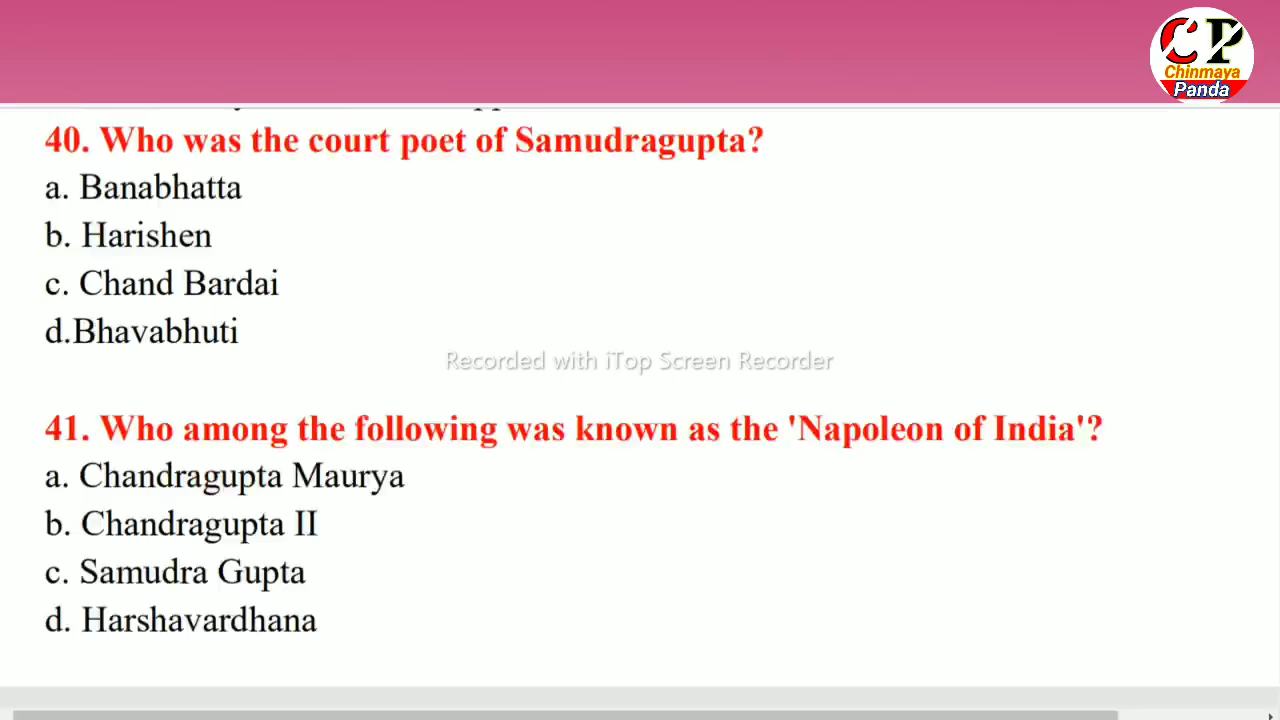 CP
Chinmaya
Panda
40. Who was the court poet of Samudragupta?
a. Banabhatta
b. Harishen
c. Chand Bardai
d.Bhavabhuti
Recorded with iTop Screen Recorder
41. Who among the following was known as the 'Napoleon of India'?
a. Chandragupta Maurya
b. Chandragupta II
c. Samudra Gupta
d. Harshavardhana